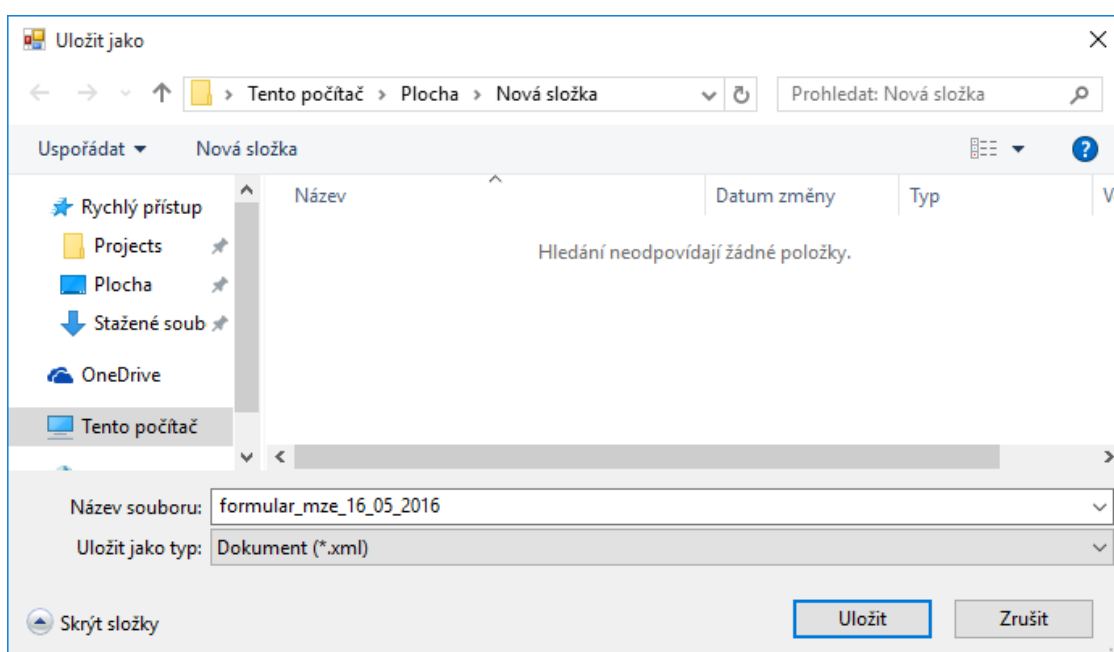 Uložit jako
Tento počítač > Plocha > Nová složka Prohledat: Nová složka
Uspořádat Nová složka ?
Název Datum změny Typ V
Hledání neodpovídají žádné položky.
Rychlý přístup
Projects
Plocha
Stažené soub
OneDrive
Tento počítač
Název souboru: formular_mze_16_05_2016
Uložit jako typ: Dokument (*.xml)
Skrýt složky Uložit Zrušit